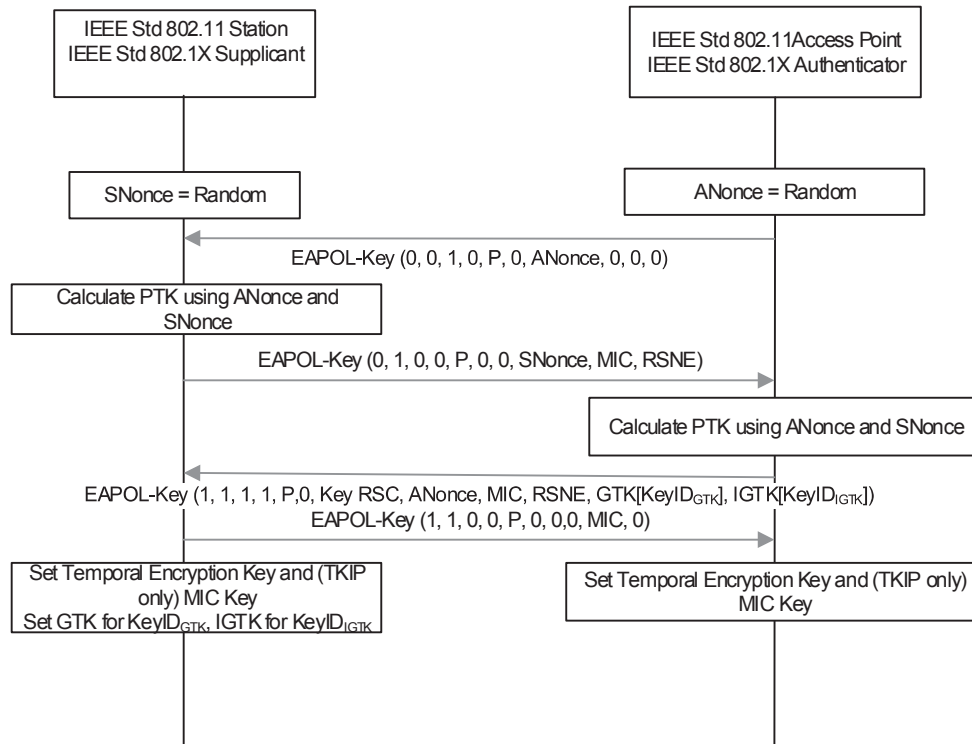 IEEE Std 802.11 Station
IEEE Std 802.1X Supplicant
IEEE Std 802.11Access Point
IEEE Std 802.1X Authenticator
SNonce = Random
ANonce = Random
EAPOL-Key (0, 0, 1, 0, P, 0, ANonce, 0, 0, 0)
Calculate PTK using ANonce and
SNonce
EAPOL-Key (0, 1, 0, 0, P, 0, 0, SNonce, MIC, RSNE)
Calculate PTK using ANonce and SNonce
EAPOL-Key (1, 1, 1, 1, P,0, Key RSC, ANonce, MIC, RSNE, GTK[KeyIDGTK], IGTK[KeyIDIGTK])
EAPOL-Key (1, 1, 0, 0, P, 0, 0,0, MIC, 0)
Set Temporal Encryption Key and (TKIP
only) MIC Key
Set GTK for KeyIDGTK, IGTK for KeyIDIGTK
Set Temporal Encryption Key and (TKIP only)
MIC Key